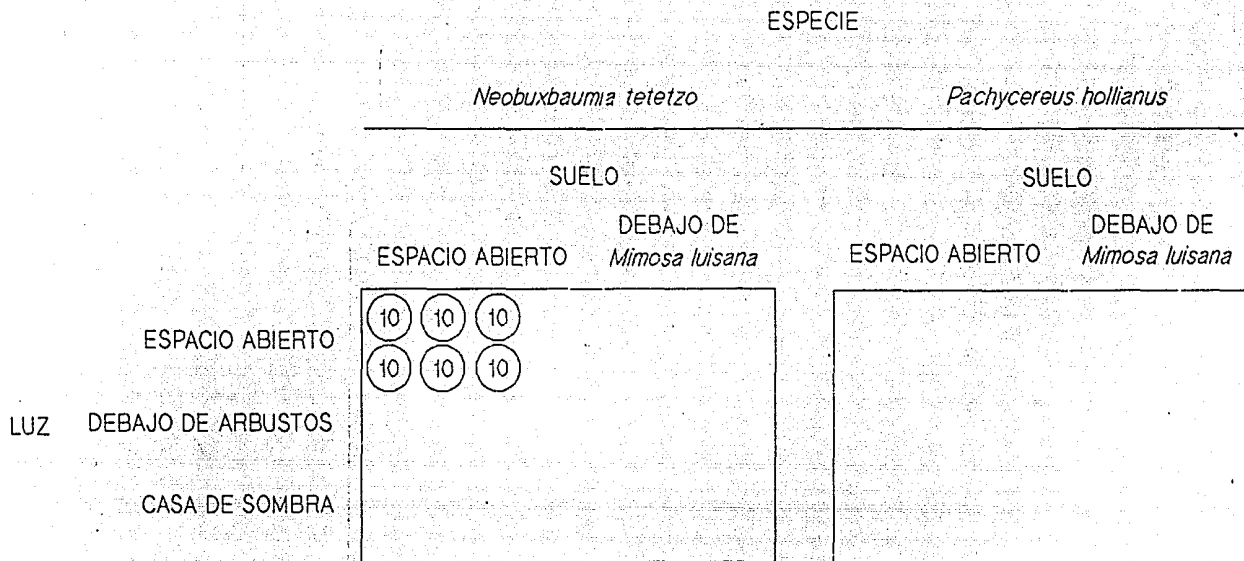 ESPECIE
Neobuxbaumia tetetzo Pachycereus hollianus
SUELO SUELO
DEBAJO DE DEBAJO DE
ESPACIO ABIERTO Mimosa luisana ESPACIO ABIERTO Mimosa luisana
10 10 10
ESPACIO ABIERTO
10 10 10
LUZ DEBAJO DE ARBUSTOS
CASA DE SOMBRA